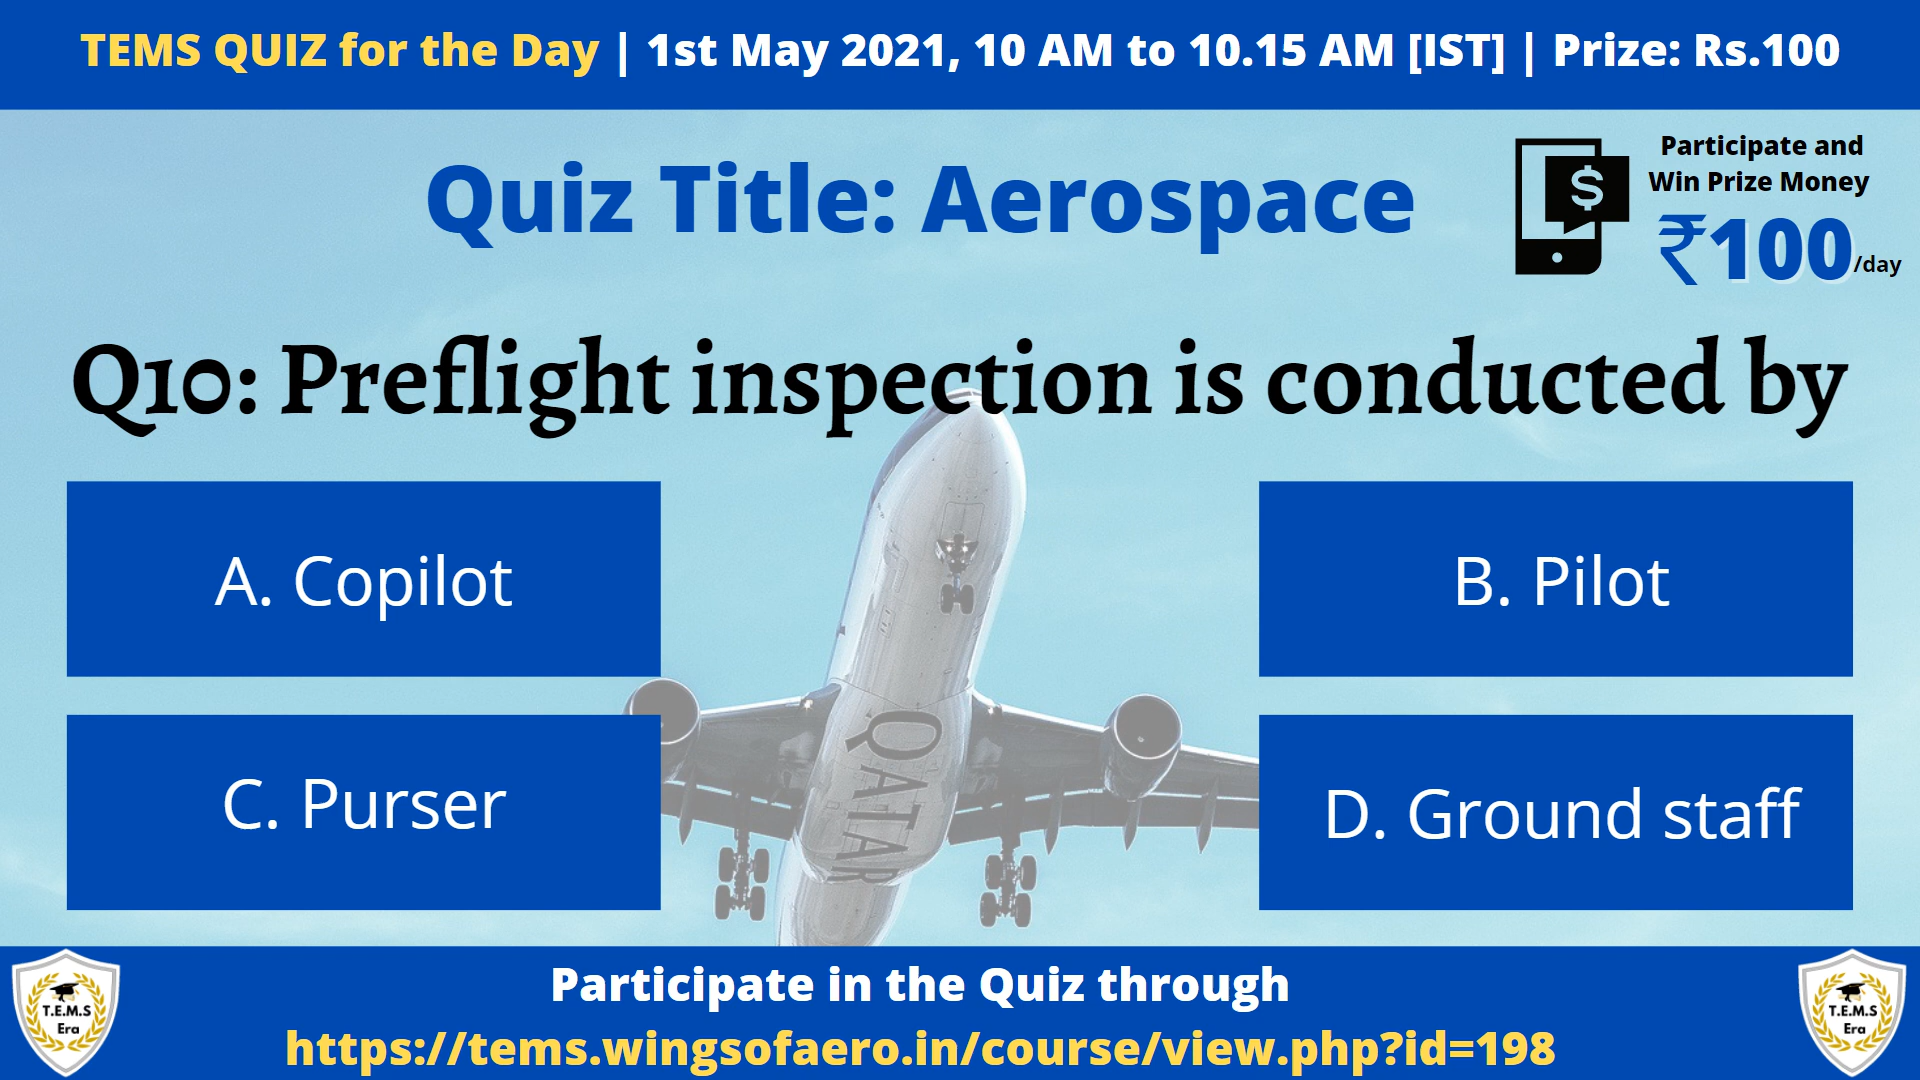 TEMS QUIZ for the Day | 1st May 2021, 10 AM to 10.15 AM [IST] | Prize: Rs.100
Quiz Title: Aerospace
$
Participate and
Win Prize Money
₹100/day
Q10: Preflight inspection is conducted by
A. Copilot
B. Pilot
C. Purser
D. Ground staff
QATAR
Participate in the Quiz through
https://tems.wingsofaero.in/course/view.php?id=198
T.E.M.S
Era
T.E.M.S
Era